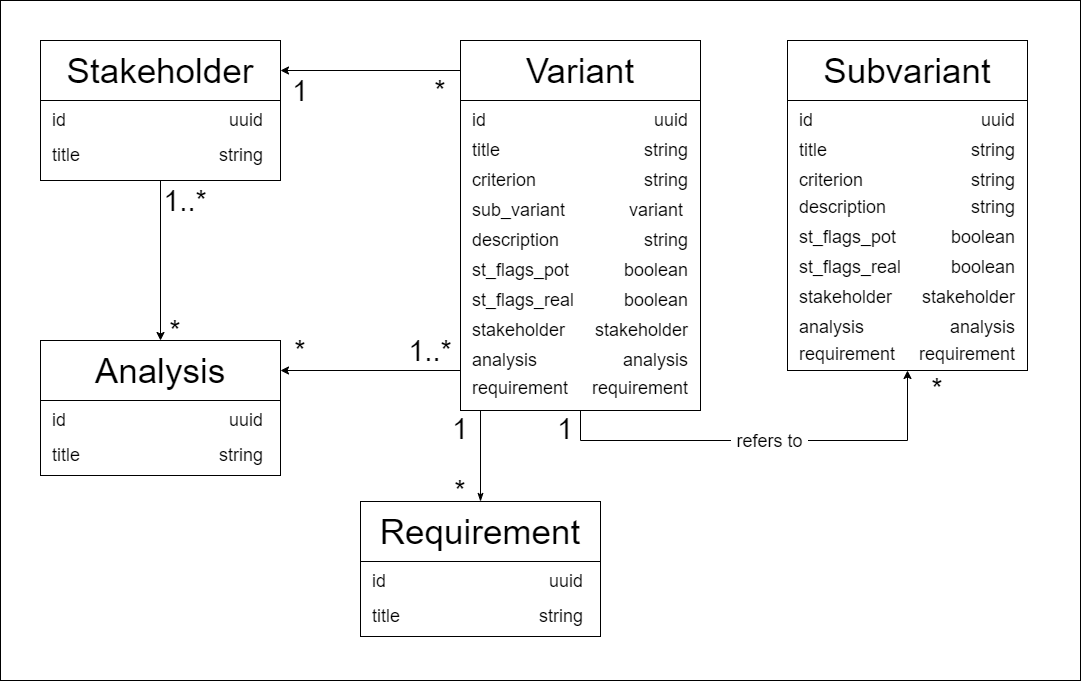 Stakeholder
id uuid
title string
1 *
Variant
id uuid
title string
criterion string
sub_variant variant
description string
st_flags_pot boolean
st_flags_real boolean
stakeholder stakeholder
analysis analysis
requirement requirement
Subvariant
id uuid
title string
criterion string
description string
st_flags_pot boolean
st_flags_real boolean
stakeholder stakeholder
analysis analysis
requirement requirement
1..*
*
* 1..*
Analysis
id uuid
title string
1
*
1
refers to
*
Requirement
id uuid
title string